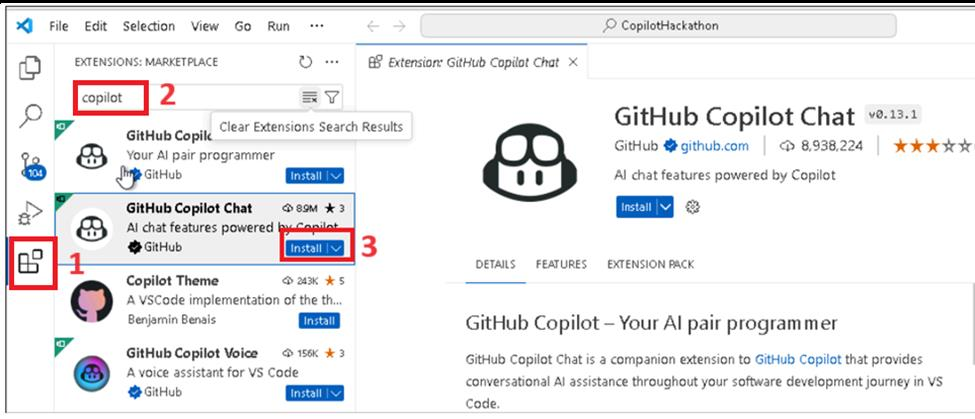 File Edit Selection View Go Run ···
CopilotHackathon
EXTENSIONS: MARKETPLACE
copilot
2
Clear Extensions Search Results
GitHub
Your AI pair programmer
GitHub
Install
104
GitHub Copilot Chat 8.9M ★ 3
AI chat features powered by Copilot
GitHub
Install
3
1
Copilot Theme 243K ★ 5
A VSCode implementation of the th...
Benjamin Benais
Install
GitHub Copilot Voice 156K ★ 3
A voice assistant for VS Code
GitHub
Install
Extension: GitHub Copilot Chat
GitHub Copilot Chat v0.13.1
GitHub github.com | 8,938,224 |
AI chat features powered by Copilot
Install
DETAILS FEATURES EXTENSION PACK
GitHub Copilot – Your AI pair programmer
GitHub Copilot Chat is a companion extension to GitHub Copilot that provides
conversational AI assistance throughout your software development journey in VS
Code.